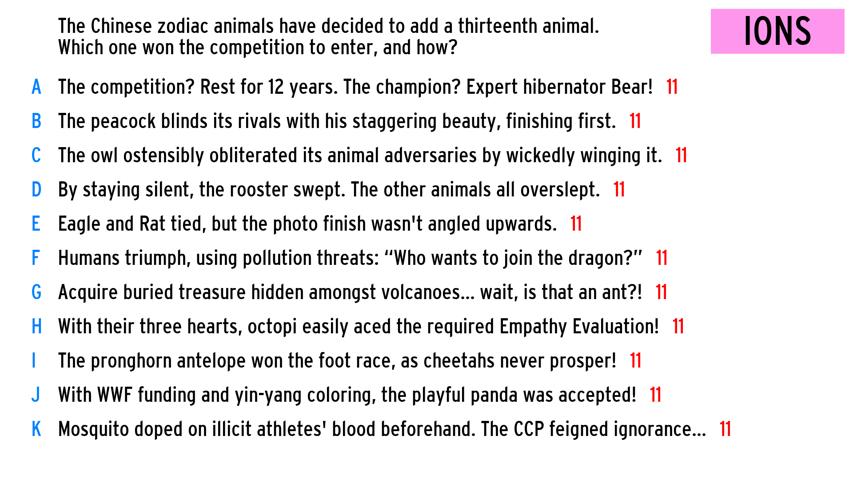 The Chinese zodiac animals have decided to add a thirteenth animal.
Which one won the competition to enter, and how?
IONS
A The competition? Rest for 12 years. The champion? Expert hibernator Bear! 11
B The peacock blinds its rivals with his staggering beauty, finishing first. 11
C The owl ostensibly obliterated its animal adversaries by wickedly winging it. 11
D By staying silent, the rooster swept. The other animals all overslept. 11
E Eagle and Rat tied, but the photo finish wasn't angled upwards. 11
F Humans triumph, using pollution threats: “Who wants to join the dragon?” 11
G Acquire buried treasure hidden amongst volcanoes... wait, is that an ant?! 11
H With their three hearts, octopi easily aced the required Empathy Evaluation! 11
I The pronghorn antelope won the foot race, as cheetahs never prosper! 11
J With WWF funding and yin-yang coloring, the playful panda was accepted! 11
K Mosquito doped on illicit athletes' blood beforehand. The CCP feigned ignorance... 11